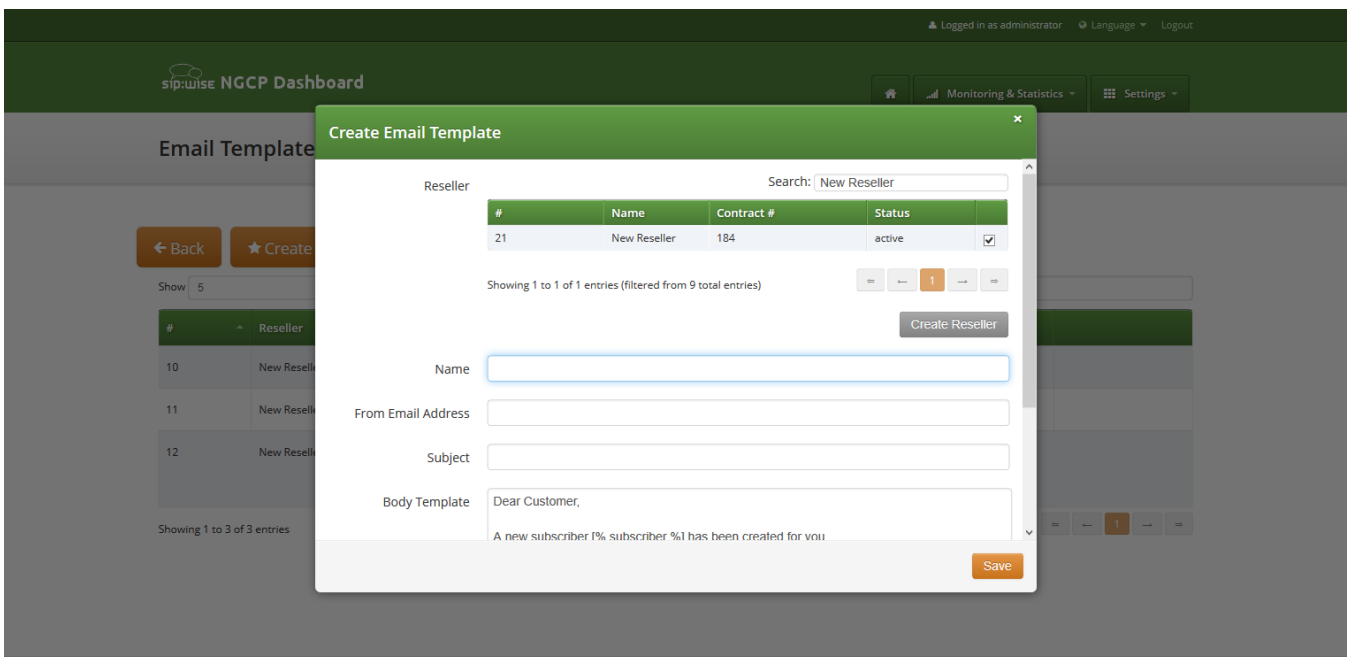 Logged in as administrator Language Logout
sip:wise NGCP Dashboard
Monitoring & Statistics Settings
Create Email Template ×
Email Template
Reseller Search: New Reseller
# Name Contract # Status
21 New Reseller 184 active
Back Create
Showing 1 to 1 of 1 entries (filtered from 9 total entries) ⇐ ← 1 → ⇒
Show 5
Create Reseller
# Reseller
Name
10 New Reselle
From Email Address
11 New Reselle
Subject
12 New Reselle
Body Template Dear Customer,
A new subscriber [% subscriber %] has been created for you
Showing 1 to 3 of 3 entries ⇐ ← 1 → ⇒
Save